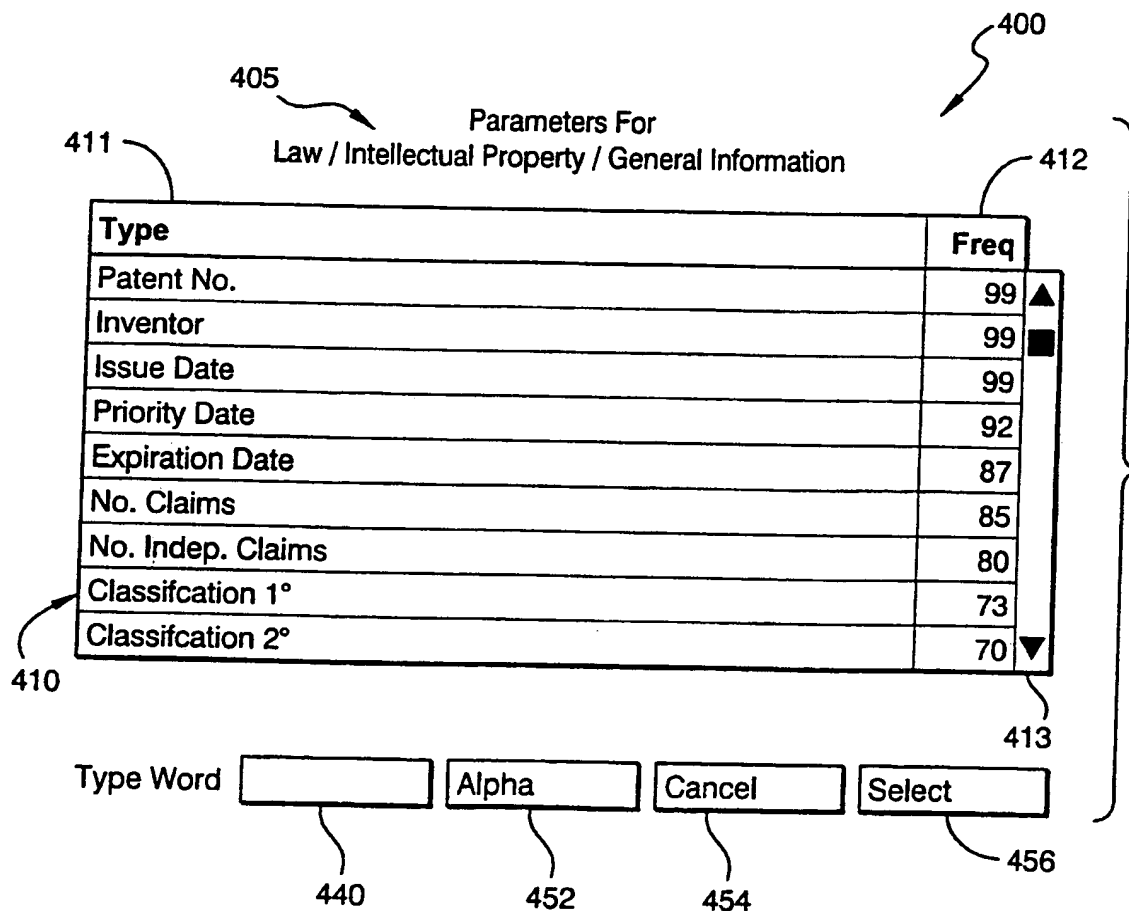 400
405
Parameters For
411
Law / Intellectual Property / General Information
412
Type Freq
Patent No. 99
Inventor 99
Issue Date 99
Priority Date 92
Expiration Date 87
No. Claims 85
No. Indep. Claims 80
Classifcation 1° 73
Classifcation 2° 70
410
413
Type Word Alpha Cancel Select
440 452 454 456